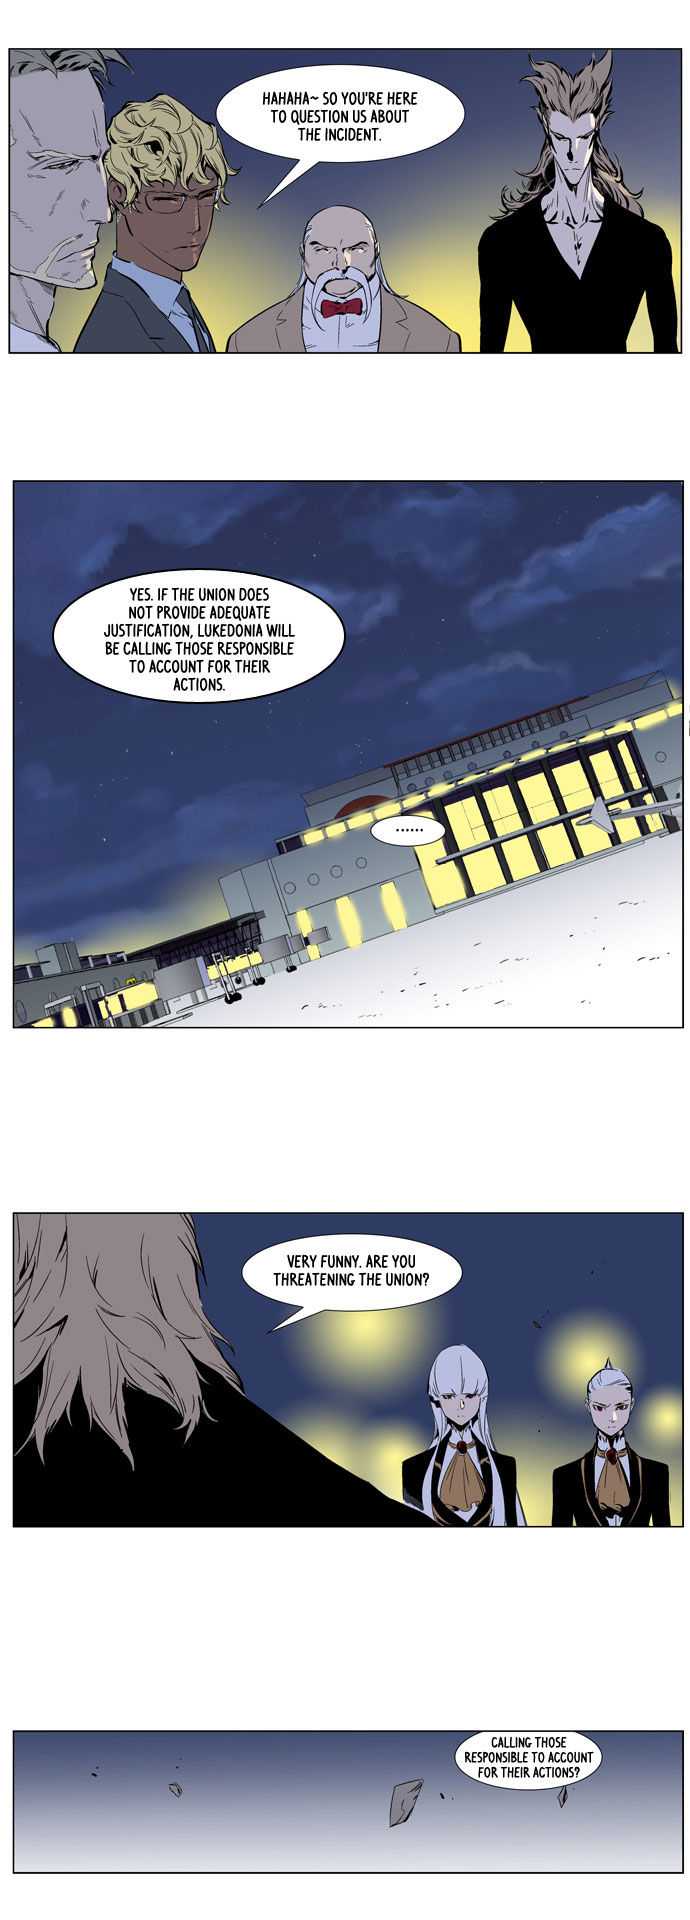 HAHAHA~ SO YOU'RE HERE
TO QUESTION US ABOUT
THE INCIDENT.
YES. IF THE UNION DOES
NOT PROVIDE ADEQUATE
JUSTIFICATION, LUKEDONIA WILL
BE CALLING THOSE RESPONSIBLE
TO ACCOUNT FOR THEIR
ACTIONS.
......
VERY FUNNY. ARE YOU
THREATENING THE UNION?
CALLING THOSE
RESPONSIBLE TO ACCOUNT
FOR THEIR ACTIONS?